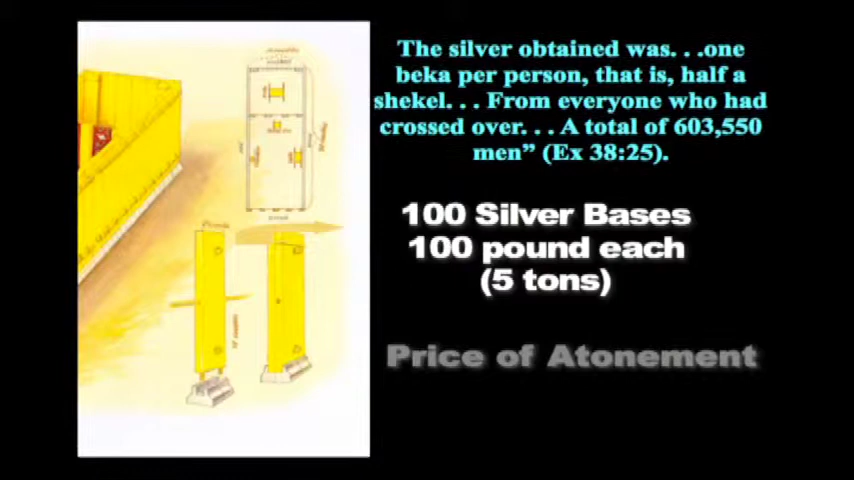 The silver obtained was. . .one
beka per person, that is, half a
shekel. . . From everyone who had
crossed over. . . A total of 603,550
men” (Ex 38:25).
100 Silver Bases
100 pound each
(5 tons)
Price of Atonement